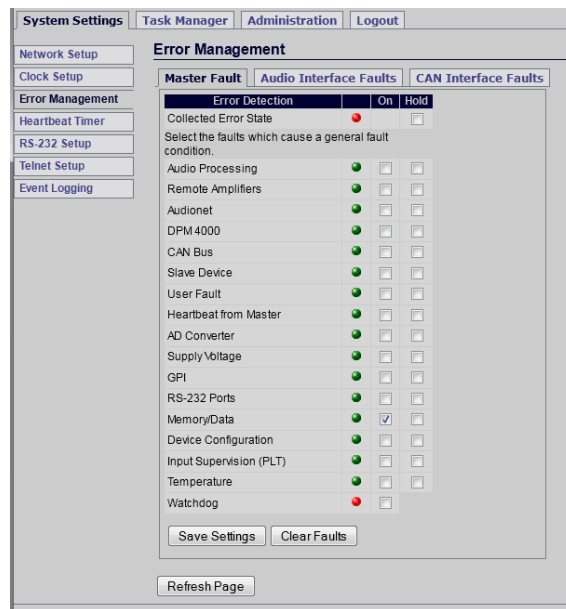 System Settings Task Manager Administration Logout
Network Setup
Clock Setup
Error Management
Heartbeat Timer
RS-232 Setup
Telnet Setup
Event Logging
Error Management
Master Fault Audio Interface Faults CAN Interface Faults
Error Detection On Hold
Collected Error State
Select the faults which cause a general fault
condition.
Audio Processing
Remote Amplifiers
Audionet
DPM 4000
CAN Bus
Slave Device
User Fault
Heartbeat from Master
AD Converter
Supply Voltage
GPI
RS-232 Ports
Memory/Data
Device Configuration
Input Supervision (PLT)
Temperature
Watchdog
Save Settings Clear Faults
Refresh Page